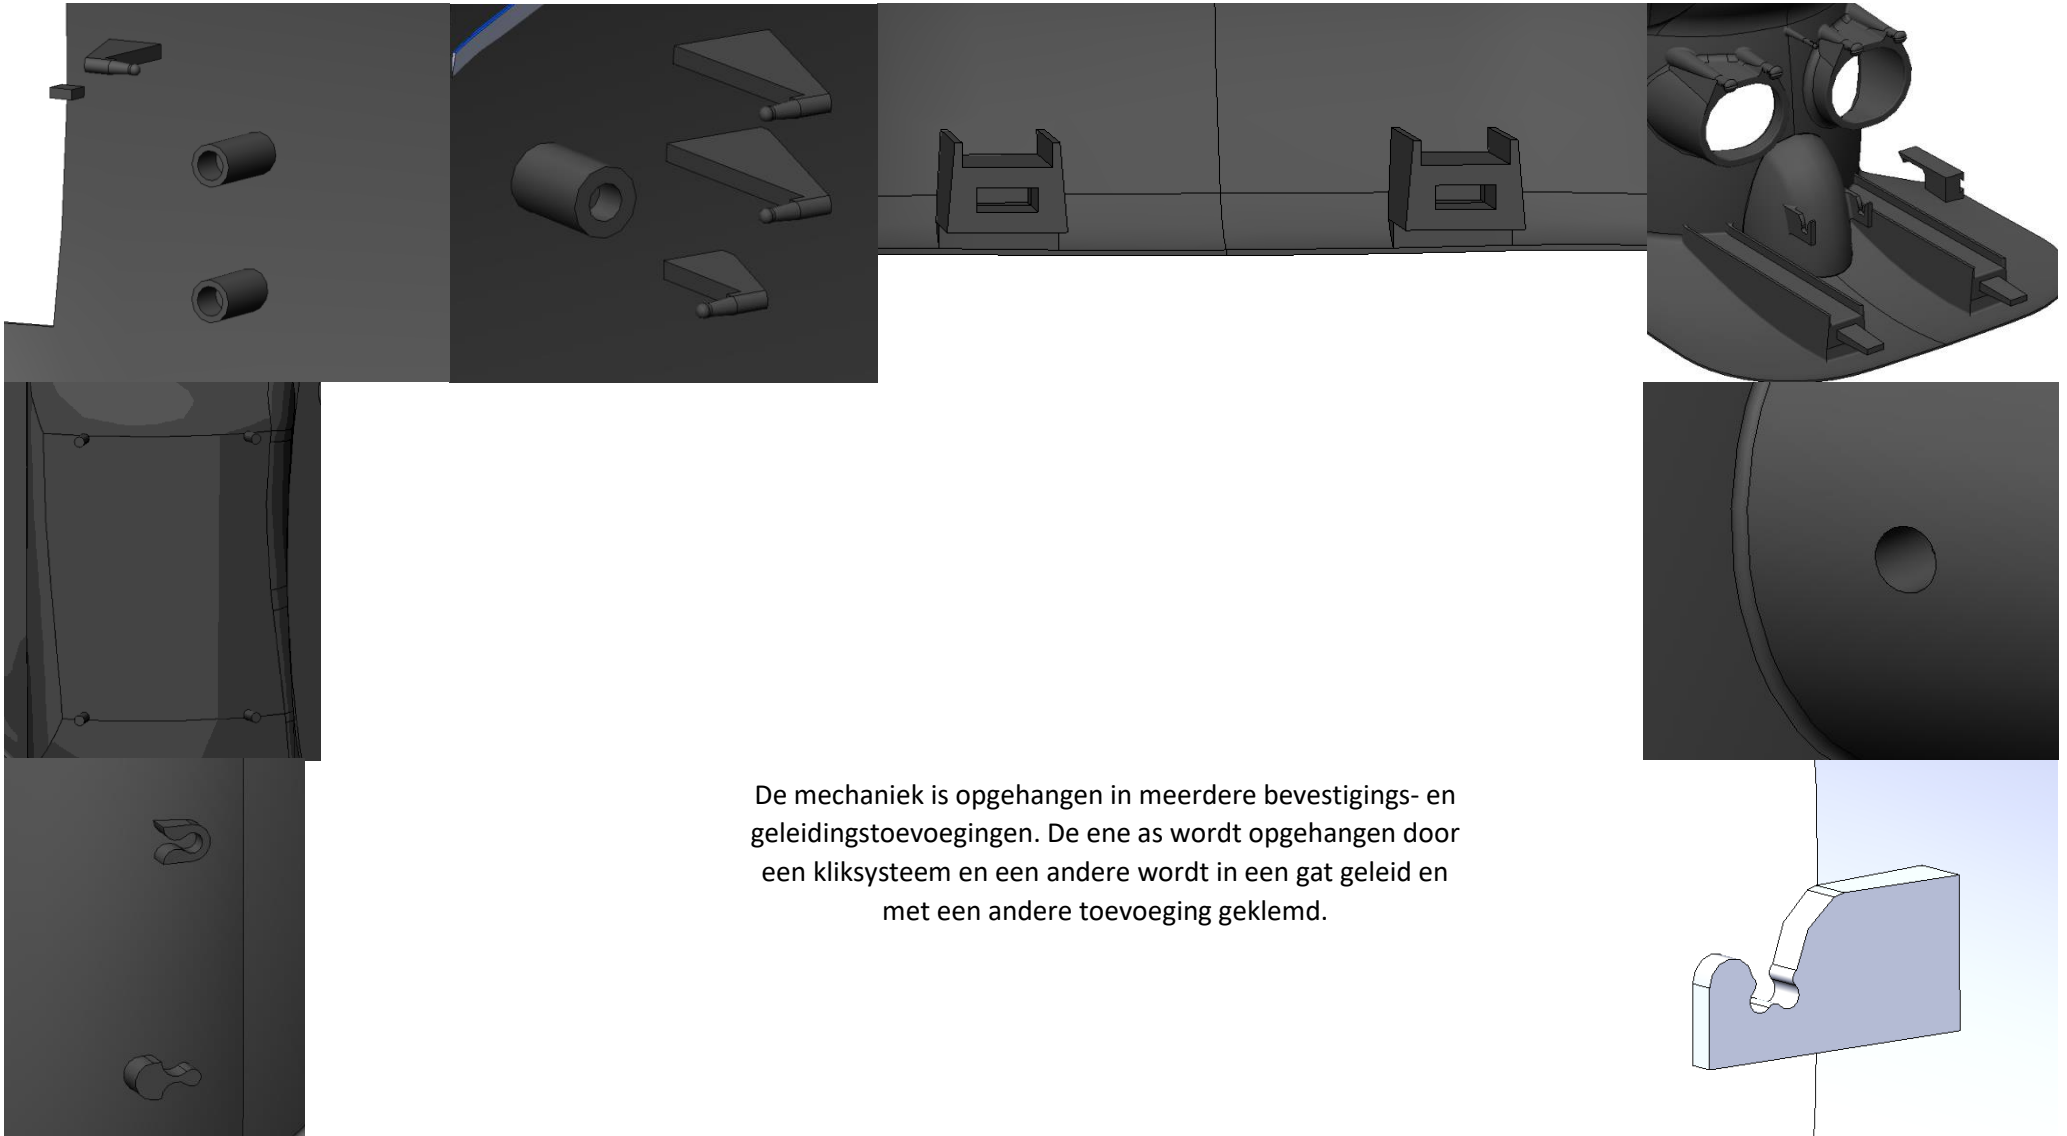 De mechaniek is opgehangen in meerdere bevestigings- en
geleidingstoevoegingen. De ene as wordt opgehangen door
een kliksysteem en een andere wordt in een gat geleid en
met een andere toevoeging geklemd.